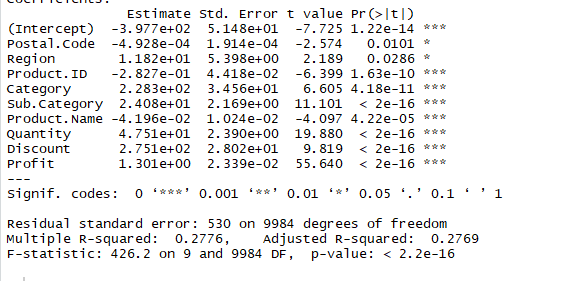 Coefficients:
Estimate Std. Error t value Pr(>|t|)
(Intercept) -3.977e+02 5.148e+01 -7.725 1.22e-14 ***
Postal.Code -4.928e-04 1.914e-04 -2.574 0.0101 *
Region 1.182e+01 5.398e+00 2.189 0.0286 *
Product.ID -2.827e-01 4.418e-02 -6.399 1.63e-10 ***
Category 2.283e+02 3.456e+01 6.605 4.18e-11 ***
Sub.Category 2.408e+01 2.169e+00 11.101 < 2e-16 ***
Product.Name -4.196e-02 1.024e-02 -4.097 4.22e-05 ***
Quantity 4.751e+01 2.390e+00 19.880 < 2e-16 ***
Discount 2.751e+02 2.802e+01 9.819 < 2e-16 ***
Profit 1.301e+00 2.339e-02 55.640 < 2e-16 ***
---
Signif. codes: 0 ‘***’ 0.001 ‘**’ 0.01 ‘*’ 0.05 ‘.’ 0.1 ‘ ’ 1
Residual standard error: 530 on 9984 degrees of freedom
Multiple R-squared: 0.2776, Adjusted R-squared: 0.2769
F-statistic: 426.2 on 9 and 9984 DF, p-value: < 2.2e-16